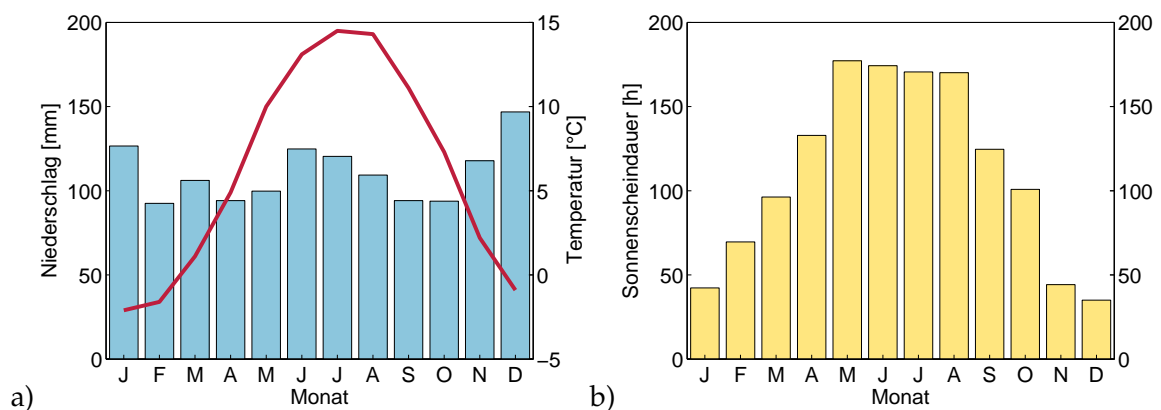 200
150
100
50
0
Niederschlag [mm]
15
10
5
0
–5
Temperatur [°C]
J F M A M J J A S O N D
Monat
a)
200
150
100
50
0
Sonnenscheindauer [h]
200
150
100
50
0
J F M A M J J A S O N D
Monat
b)